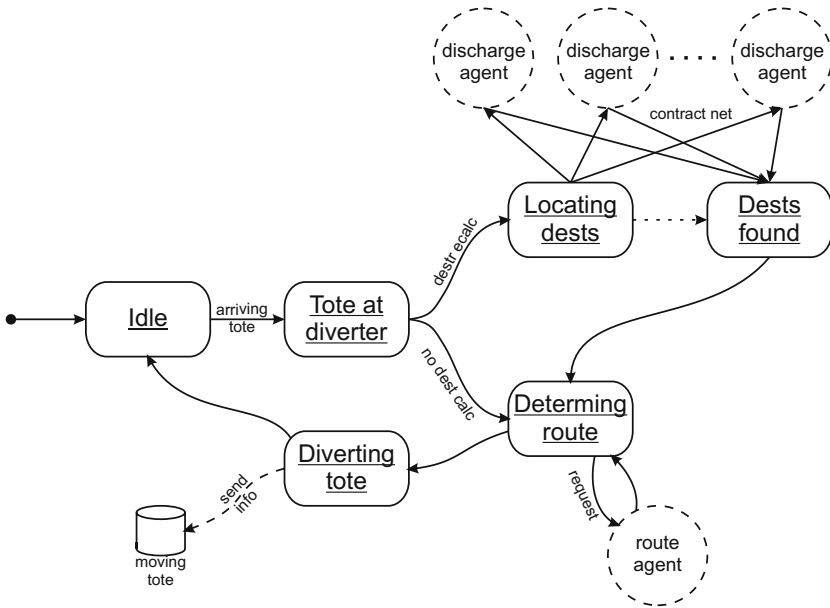 discharge
agent
discharge
agent
discharge
agent
contract net
Locating
dests
Dests
found
destr ecalc
Idle
arriving
tote
Tote at
diverter
no dest calc
Determing
route
Diverting
tote
send
info
request
moving
tote
route
agent